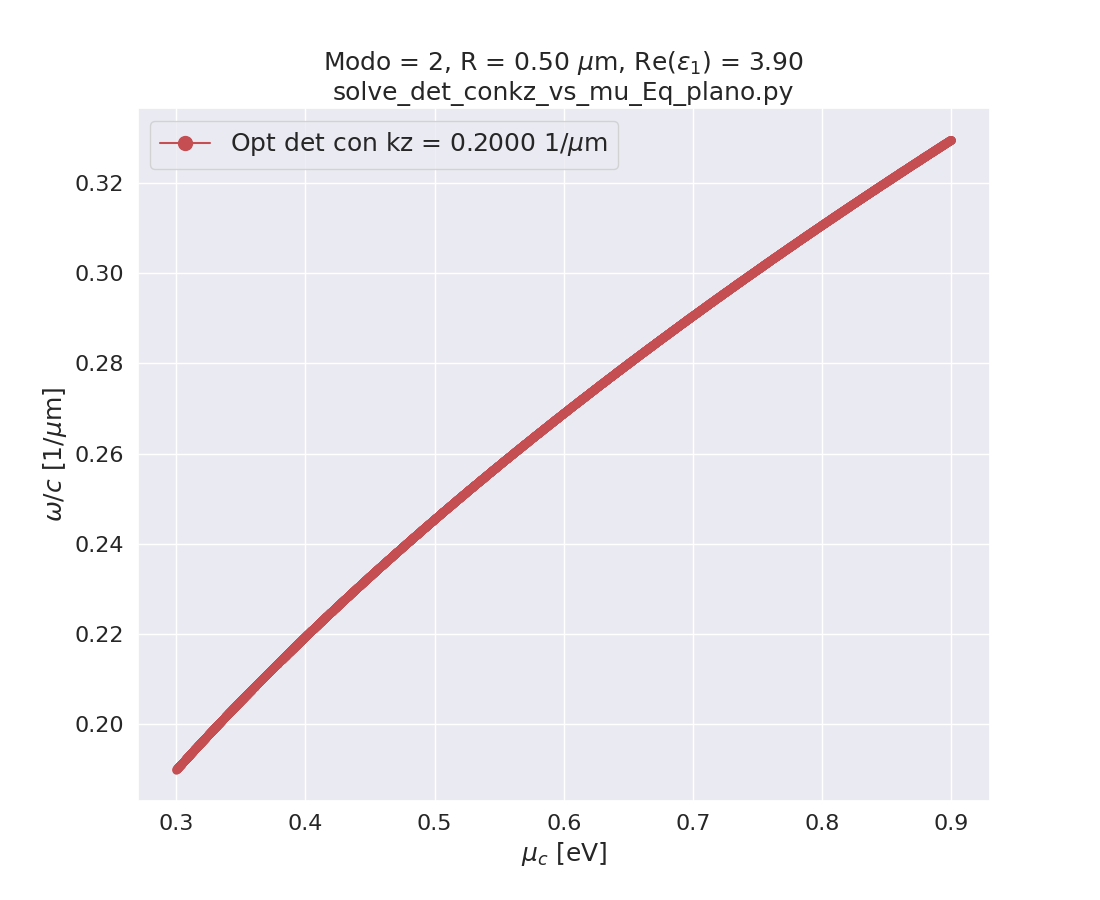 Modo = 2, R = 0.50 μm, Re(ε₁) = 3.90
solve_det_conkz_vs_mu_Eq_plano.py
Opt det con kz = 0.2000 1/μm
0.32
0.30
0.28
0.26
0.24
0.22
0.20
ω/c [1/μm]
0.3 0.4 0.5 0.6 0.7 0.8 0.9
μ_c [eV]